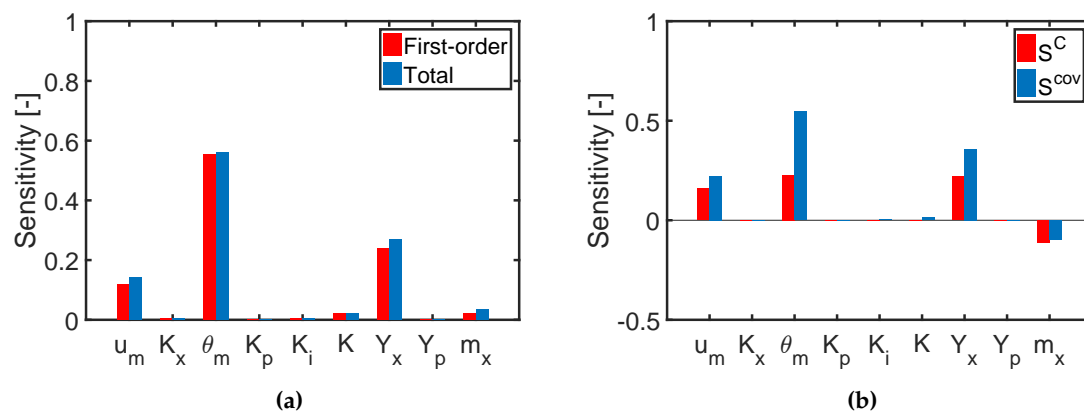 1
0.8
0.6
0.4
0.2
0
Sensitivity [-]
First-order
Total
u_m K_x θ_m K_p K_i K Y_x Y_p m_x
(a)
1
0.5
0
-0.5
Sensitivity [-]
S^C
S^cov
u_m K_x θ_m K_p K_i K Y_x Y_p m_x
(b)